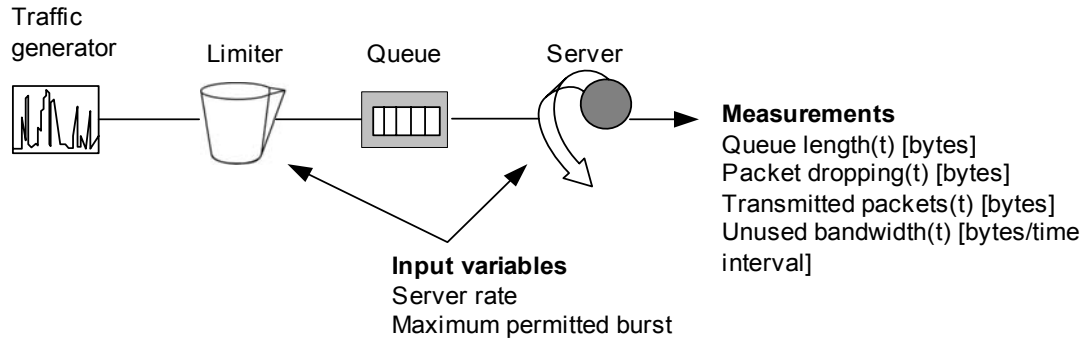 Traffic
generator
Limiter
Queue
Server
Measurements
Queue length(t) [bytes]
Packet dropping(t) [bytes]
Transmitted packets(t) [bytes]
Unused bandwidth(t) [bytes/time
interval]
Input variables
Server rate
Maximum permitted burst